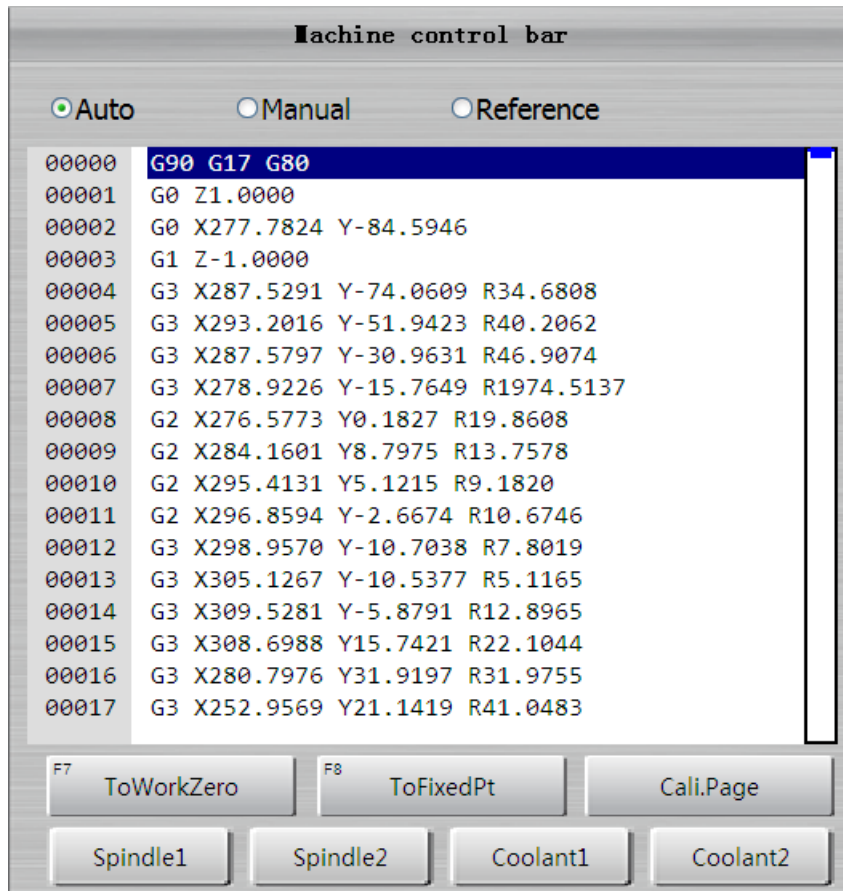 Machine control bar
Auto Manual Reference
00000 G90 G17 G80
00001 G0 Z1.0000
00002 G0 X277.7824 Y-84.5946
00003 G1 Z-1.0000
00004 G3 X287.5291 Y-74.0609 R34.6808
00005 G3 X293.2016 Y-51.9423 R40.2062
00006 G3 X287.5797 Y-30.9631 R46.9074
00007 G3 X278.9226 Y-15.7649 R1974.5137
00008 G2 X276.5773 Y0.1827 R19.8608
00009 G2 X284.1601 Y8.7975 R13.7578
00010 G2 X295.4131 Y5.1215 R9.1820
00011 G2 X296.8594 Y-2.6674 R10.6746
00012 G3 X298.9570 Y-10.7038 R7.8019
00013 G3 X305.1267 Y-10.5377 R5.1165
00014 G3 X309.5281 Y-5.8791 R12.8965
00015 G3 X308.6988 Y15.7421 R22.1044
00016 G3 X280.7976 Y31.9197 R31.9755
00017 G3 X252.9569 Y21.1419 R41.0483
F7 ToWorkZero F8 ToFixedPt Cali.Page
Spindle1 Spindle2 Coolant1 Coolant2